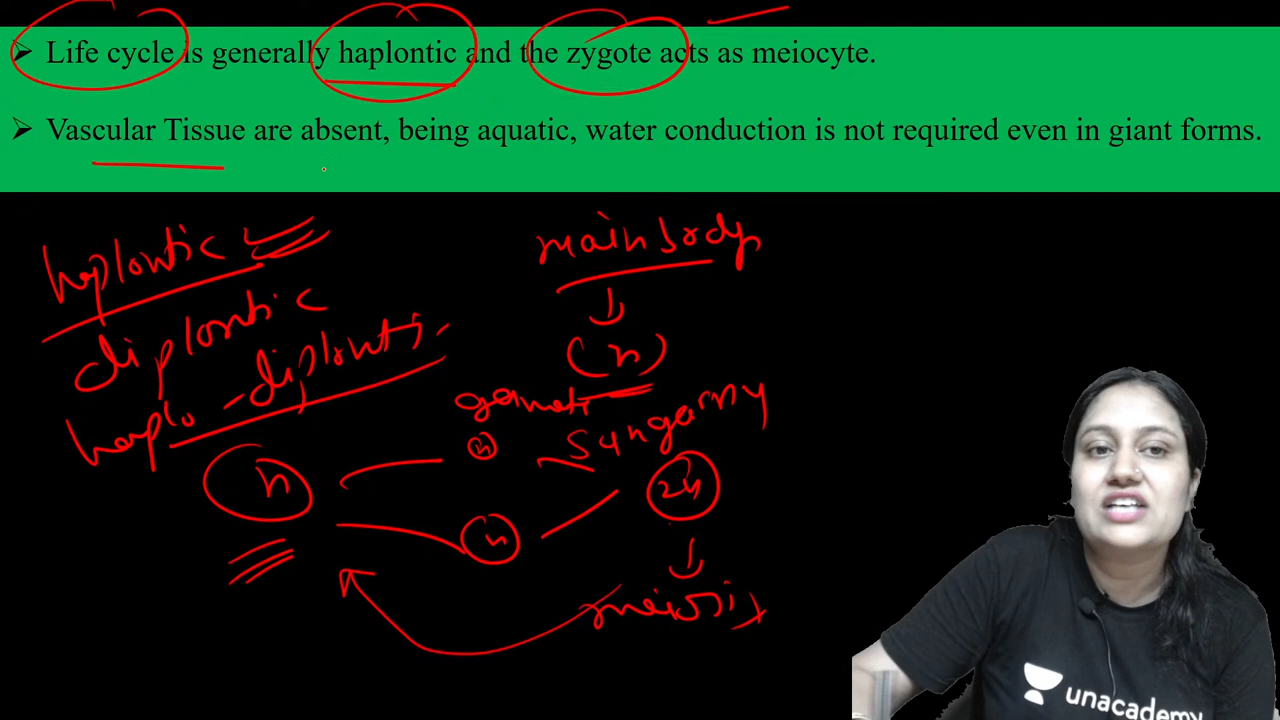 ➢ Life cycle is generally haplontic and the zygote acts as meiocyte.
➢ Vascular Tissue are absent, being aquatic, water conduction is not required even in giant forms.
haplontic
diplontic
haplo-diplontic
main body
(n)
gamete
n
n
syngamy
n
2n
meiosis
unacademy